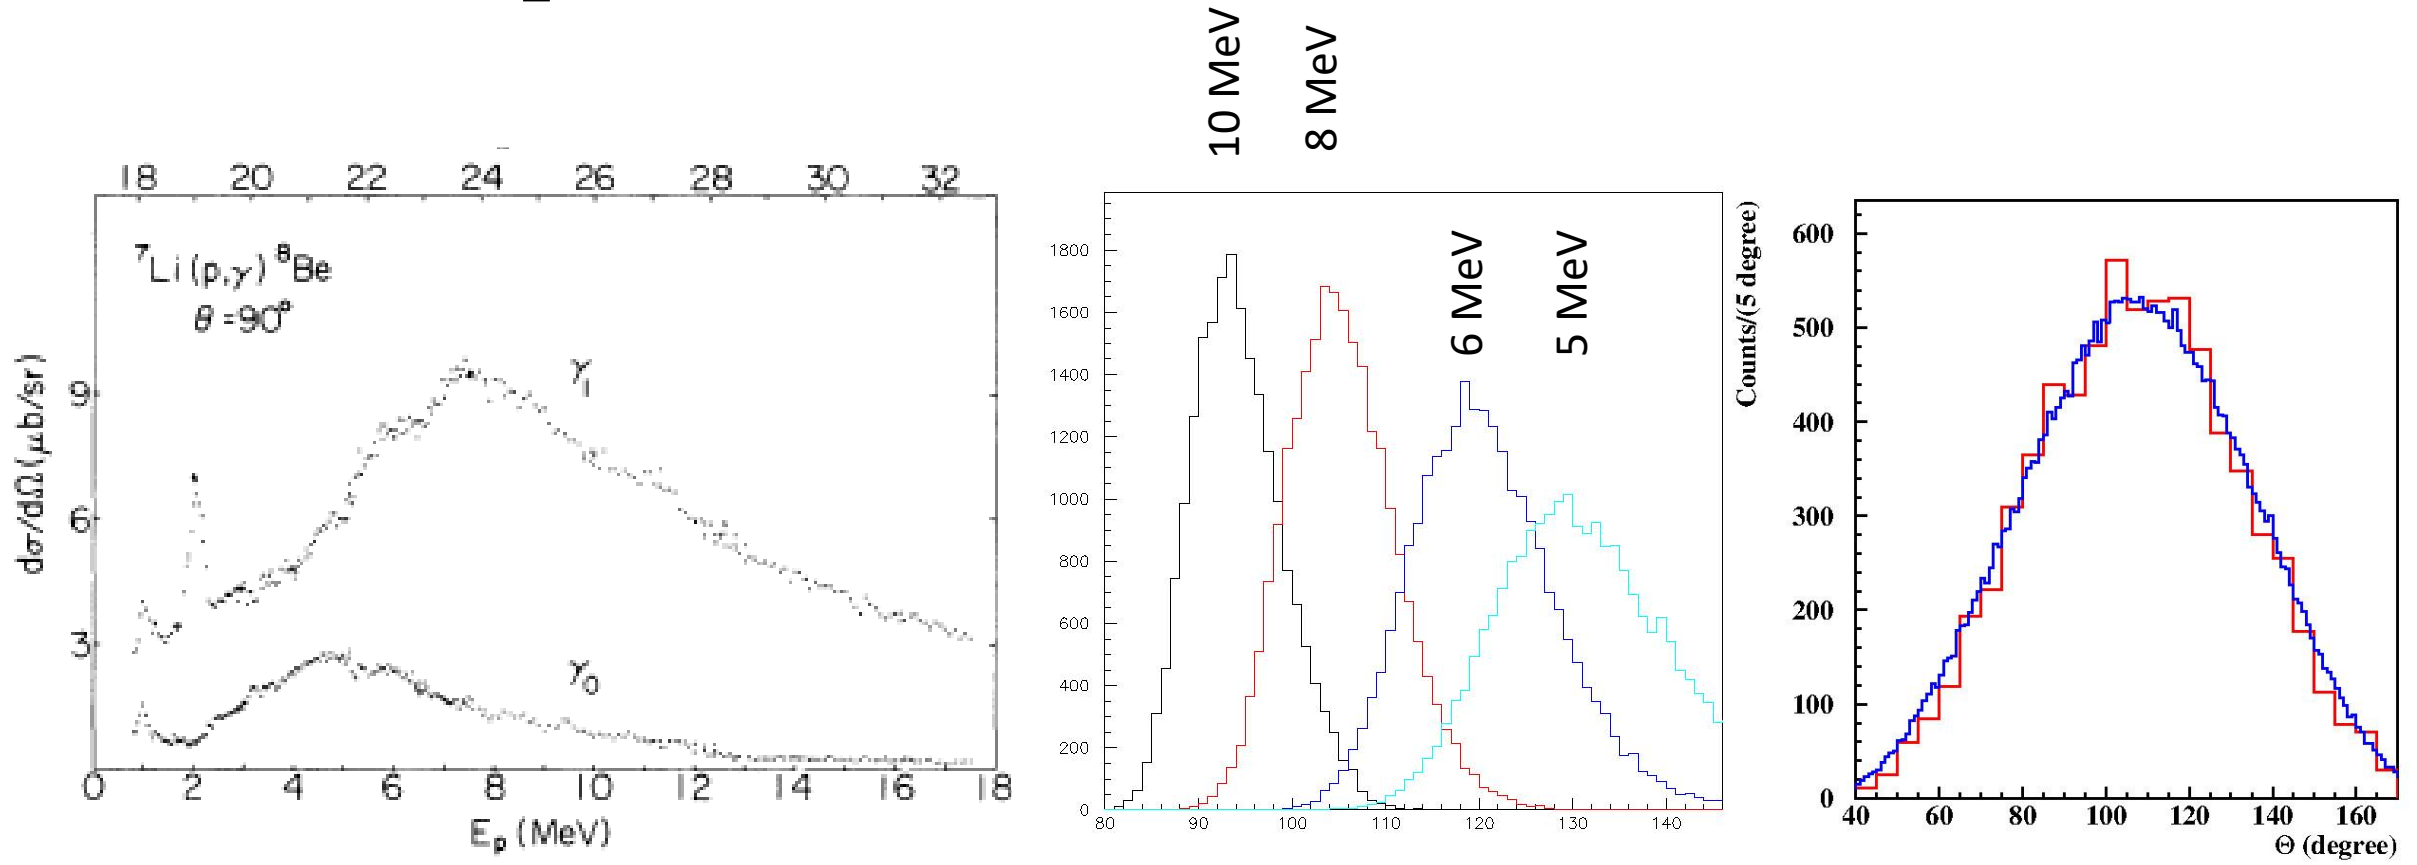 10 MeV
8 MeV
18 20 22 24 26 28 30 32
⁷Li(p,γ)⁸Be
θ=90°
γ₁
γ₀
dσ/dΩ(μb/sr)
9
6
3
0 2 4 6 8 10 12 14 16 18
Eₚ (MeV)
6 MeV
5 MeV
1800
1600
1400
1200
1000
800
600
400
200
0
80 90 100 110 120 130 140
Counts/(5 degree)
600
500
400
300
200
100
0
40 60 80 100 120 140 160
Θ (degree)